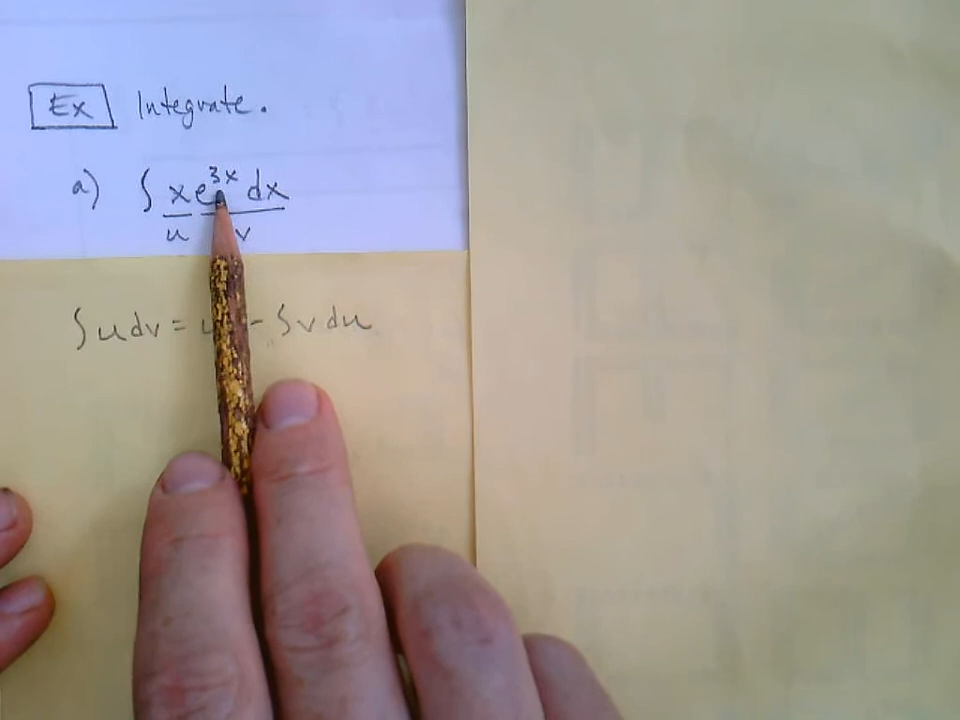 Ex Integrate.
a) ∫ x e^{3x} dx
u v
∫ u dv = u - ∫ v du